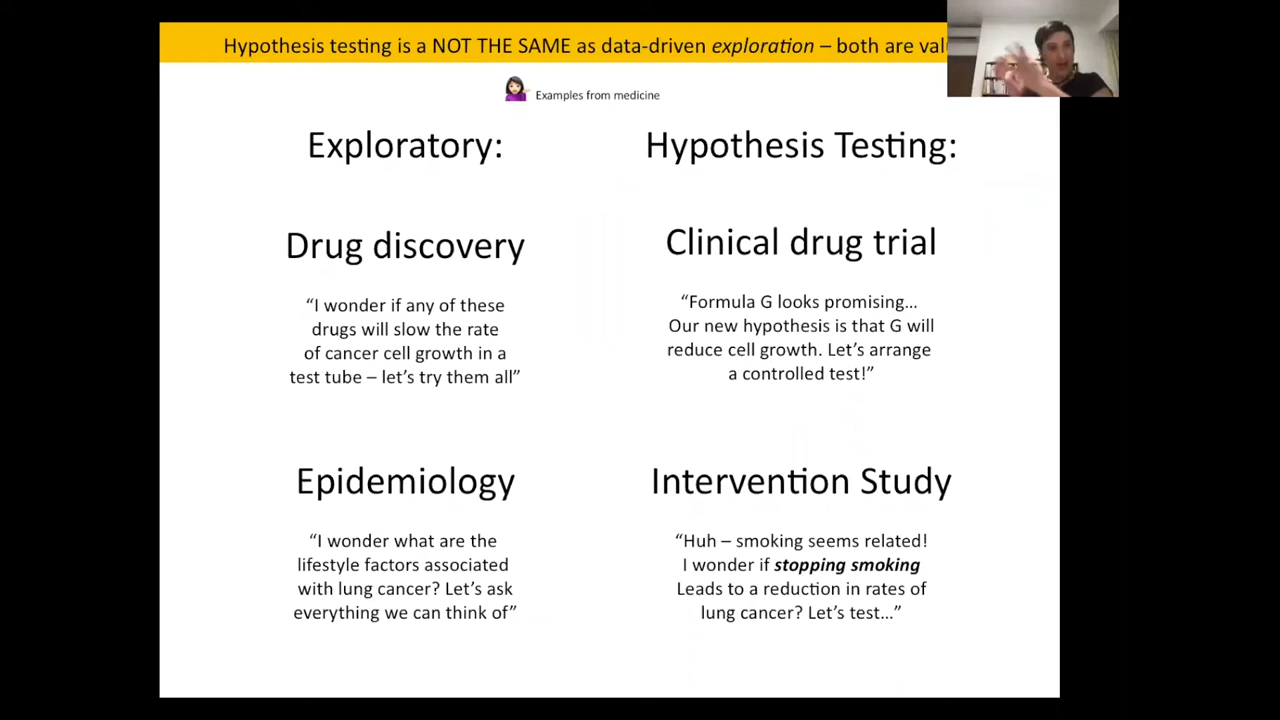 Hypothesis testing is a NOT THE SAME as data-driven exploration – both are
Examples from medicine
Exploratory:
Hypothesis Testing:
Drug discovery
“I wonder if any of these
drugs will slow the rate
of cancer cell growth in a
test tube – let’s try them all”
Clinical drug trial
“Formula G looks promising...
Our new hypothesis is that G will
reduce cell growth. Let’s arrange
a controlled test!”
Epidemiology
“I wonder what are the
lifestyle factors associated
with lung cancer? Let’s ask
everything we can think of”
Intervention Study
“Huh – smoking seems related!
I wonder if stopping smoking
Leads to a reduction in rates of
lung cancer? Let’s test...”